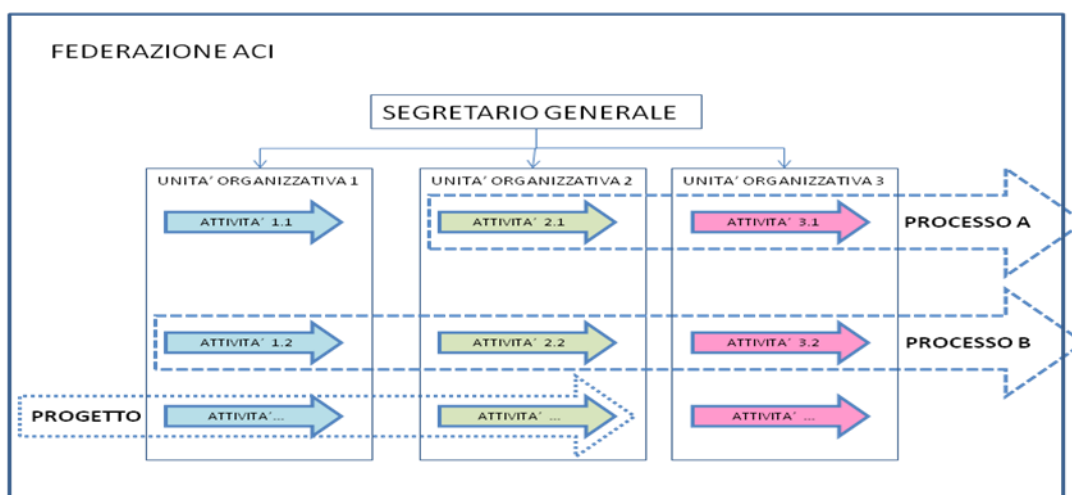 FEDERAZIONE ACI
SEGRETARIO GENERALE
UNITA' ORGANIZZATIVA 1
UNITA' ORGANIZZATIVA 2
UNITA' ORGANIZZATIVA 3
ATTIVITA' 1.1
ATTIVITA' 2.1
ATTIVITA' 3.1
PROCESSO A
ATTIVITA' 1.2
ATTIVITA' 2.2
ATTIVITA' 3.2
PROCESSO B
PROGETTO
ATTIVITA'...
ATTIVITA' ...
ATTIVITA' ...